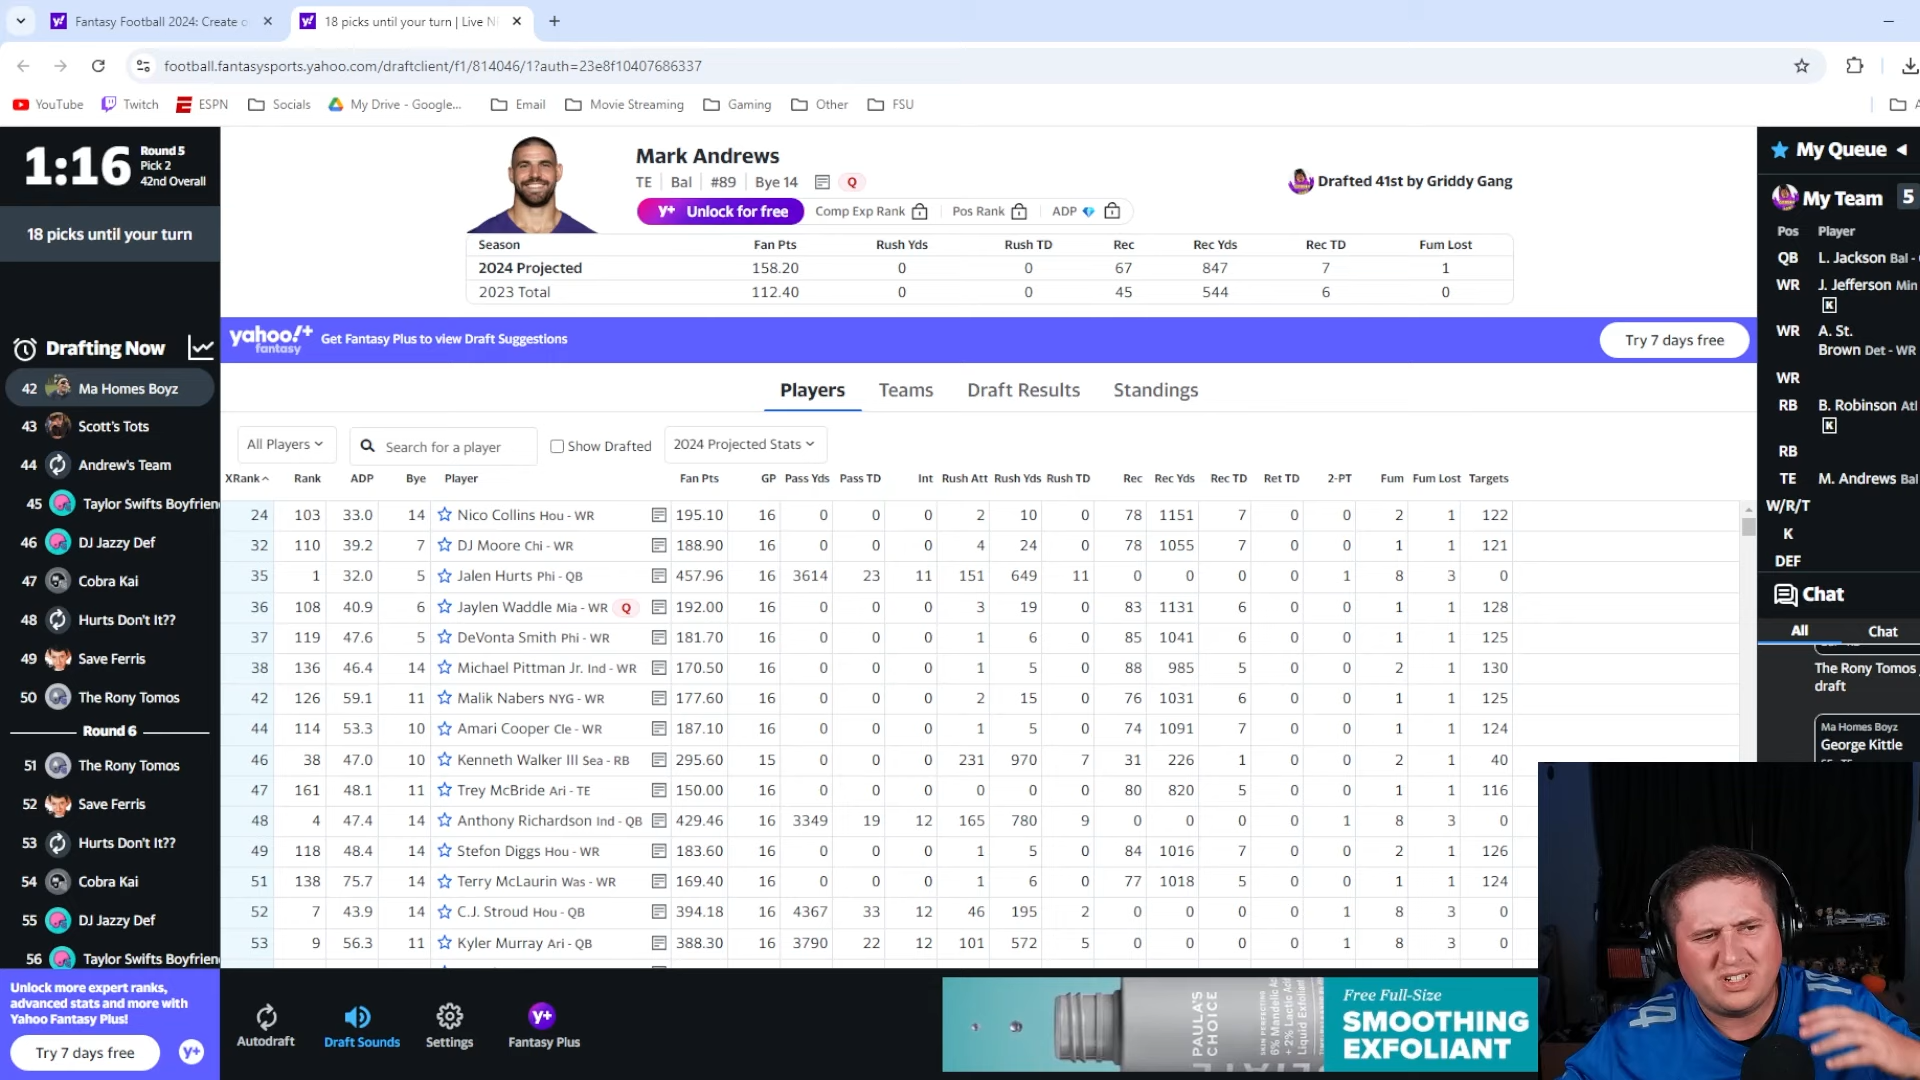 Fantasy Football 2024: Create o
18 picks until your turn | Live N
football.fantasysports.yahoo.com/draftclient/f1/814046/1?auth=23e8f10407686337
YouTube Twitch ESPN Socials My Drive - Google... Email Movie Streaming Gaming Other FSU
1:16
Round 5
Pick 2
42nd Overall
18 picks until your turn
Drafting Now
42 Ma Homes Boyz
43 Scott's Tots
44 Andrew's Team
45 Taylor Swifts Boyfrien
46 DJ Jazzy Def
47 Cobra Kai
48 Hurts Don't It??
49 Save Ferris
50 The Rony Tomos
Round 6
51 The Rony Tomos
52 Save Ferris
53 Hurts Don't It??
54 Cobra Kai
55 DJ Jazzy Def
56 Taylor Swifts Boyfrien
Unlock more expert ranks,
advanced stats and more with
Yahoo Fantasy Plus!
Try 7 days free y+
Mark Andrews
TE Bal #89 Bye 14 Q
y+ Unlock for free Comp Exp Rank Pos Rank ADP
Drafted 41st by Griddy Gang
Season Fan Pts Rush Yds Rush TD Rec Rec Yds Rec TD Fum Lost
2024 Projected 158.20 0 0 67 847 7 1
2023 Total 112.40 0 0 45 544 6 0
yahoo!+
fantasy
Get Fantasy Plus to view Draft Suggestions
Try 7 days free
Players Teams Draft Results Standings
All Players Search for a player Show Drafted 2024 Projected Stats
XRank Rank ADP Bye Player Fan Pts GP Pass Yds Pass TD Int Rush Att Rush Yds Rush TD Rec Rec Yds Rec TD Ret TD 2-PT Fum Fum Lost Targets
24 103 33.0 14 Nico Collins Hou - WR 195.10 16 0 0 0 2 10 0 78 1151 7 0 0 2 1 122
32 110 39.2 7 DJ Moore Chi - WR 188.90 16 0 0 0 4 24 0 78 1055 7 0 0 1 1 121
35 1 32.0 5 Jalen Hurts Phi - QB 457.96 16 3614 23 11 151 649 11 0 0 0 0 1 8 3 0
36 108 40.9 6 Jaylen Waddle Mia - WR Q 192.00 16 0 0 0 3 19 0 83 1131 6 0 0 1 1 128
37 119 47.6 5 DeVonta Smith Phi - WR 181.70 16 0 0 0 1 6 0 85 1041 6 0 0 1 1 125
38 136 46.4 14 Michael Pittman Jr. Ind - WR 170.50 16 0 0 0 1 5 0 88 985 5 0 0 2 1 130
42 126 59.1 11 Malik Nabers NYG - WR 177.60 16 0 0 0 2 15 0 76 1031 6 0 0 1 1 125
44 114 53.3 10 Amari Cooper Cle - WR 187.10 16 0 0 0 1 5 0 74 1091 7 0 0 1 1 124
46 38 47.0 10 Kenneth Walker III Sea - RB 295.60 15 0 0 0 231 970 7 31 226 1 0 0 2 1 40
47 161 48.1 11 Trey McBride Ari - TE 150.00 16 0 0 0 0 0 0 80 820 5 0 0 1 1 116
48 4 47.4 14 Anthony Richardson Ind - QB 429.46 16 3349 19 12 165 780 9 0 0 0 0 1 8 3 0
49 118 48.4 14 Stefon Diggs Hou - WR 183.60 16 0 0 0 1 5 0 84 1016 7 0 0 2 1 126
51 138 75.7 14 Terry McLaurin Was - WR 169.40 16 0 0 0 1 6 0 77 1018 5 0 0 1 1 124
52 7 43.9 14 C.J. Stroud Hou - QB 394.18 16 4367 33 12 46 195 2 0 0 0 0 1 8 3 0
53 9 56.3 11 Kyler Murray Ari - QB 388.30 16 3790 22 12 101 572 5 0 0 0 0 1 8 3 0
Autodraft Draft Sounds Settings Fantasy Plus
PAULA'S
CHOICE
SKIN PERFECTING
6% Mandelic Ac
+ 2% Lactic Acid
Liquid Exfoliant
Free Full-Size
SMOOTHING
EXFOLIANT
My Queue
My Team 5
Pos Player
QB L. Jackson Bal -
WR J. Jefferson Min
K
WR A. St.
Brown Det - WR
WR
RB B. Robinson Atl
K
RB
TE M. Andrews Bal
W/R/T
K
DEF
Chat
All Chat
The Rony Tomos
draft
Ma Homes Boyz
George Kittle